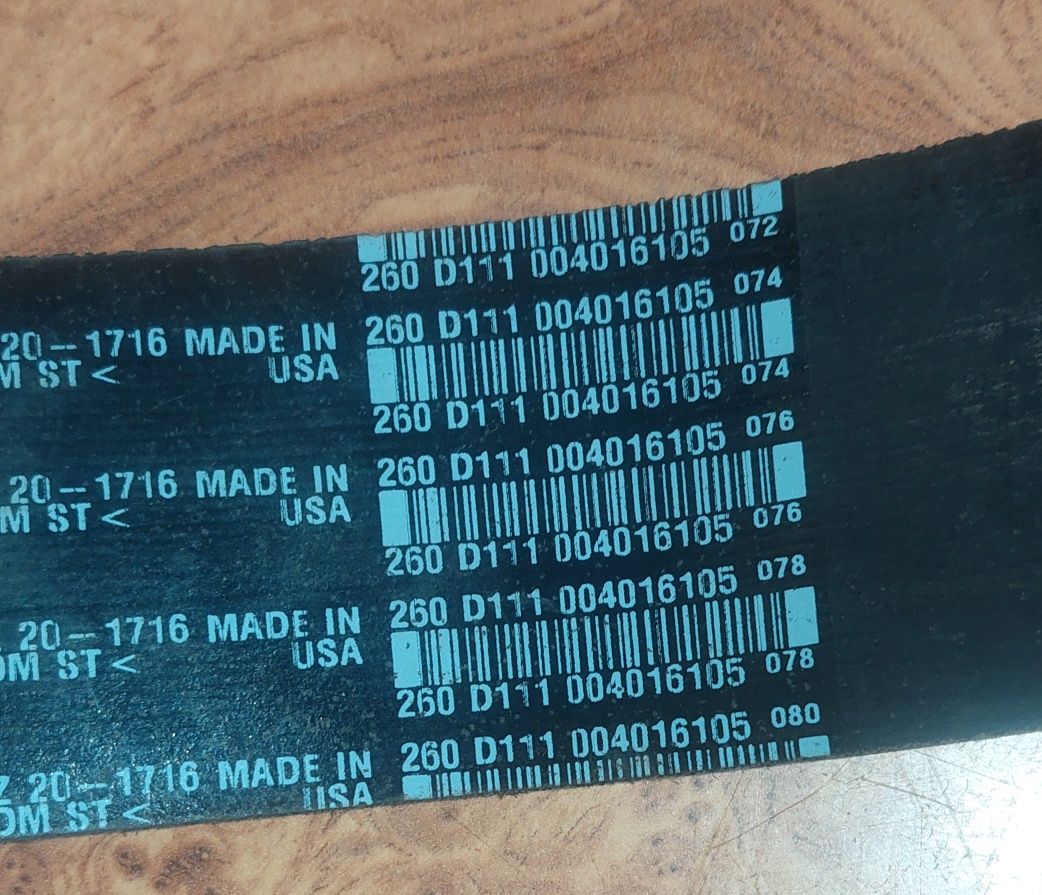 260 D111 004016105 072
260 D111 004016105 074
20-1716 MADE IN
ST< USA
260 D111 004016105 074
260 D111 004016105 076
20-1716 MADE IN
M ST< USA
260 D111 004016105 076
260 D111 004016105 078
20-1716 MADE IN
OM ST< USA
260 D111 004016105 078
260 D111 004016105 080
Z 20-1716 MADE IN
OM ST< USA